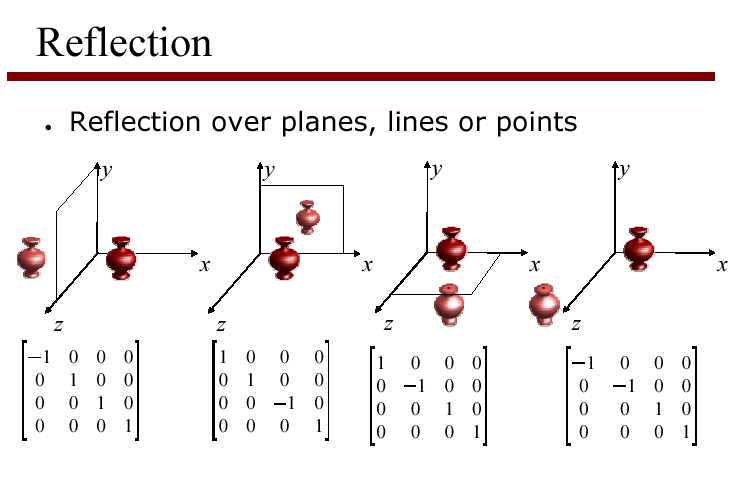 Reflection
• Reflection over planes, lines or points
y y y y
x x x x
z z z z
−1 0 0 0 1 0 0 0 1 0 0 0 −1 0 0 0
0 1 0 0 0 1 0 0 0 −1 0 0 0 −1 0 0
0 0 1 0 0 0 −1 0 0 0 1 0 0 0 1 0
0 0 0 1 0 0 0 1 0 0 0 1 0 0 0 1